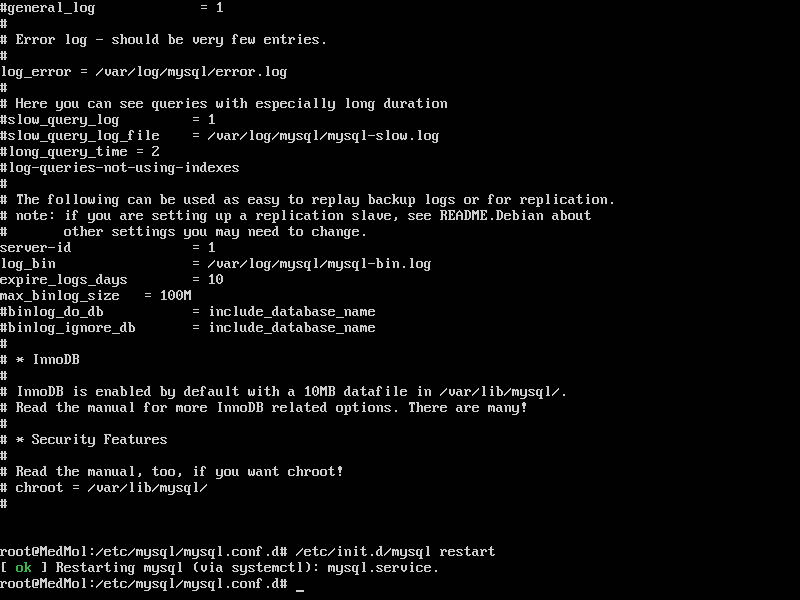 #general_log             = 1
#
# Error log - should be very few entries.
#
log_error = /var/log/mysql/error.log
#
# Here you can see queries with especially long duration
#slow_query_log         = 1
#slow_query_log_file    = /var/log/mysql/mysql-slow.log
#long_query_time = 2
#log-queries-not-using-indexes
#
# The following can be used as easy to replay backup logs or for replication.
# note: if you are setting up a replication slave, see README.Debian about
#       other settings you may need to change.
server-id               = 1
log_bin                 = /var/log/mysql/mysql-bin.log
expire_logs_days        = 10
max_binlog_size   = 100M
#binlog_do_db           = include_database_name
#binlog_ignore_db       = include_database_name
#
# * InnoDB
#
# InnoDB is enabled by default with a 10MB datafile in /var/lib/mysql/.
# Read the manual for more InnoDB related options. There are many!
#
# * Security Features
#
# Read the manual, too, if you want chroot!
# chroot = /var/lib/mysql/
#
root@MedMol:/etc/mysql/mysql.conf.d# /etc/init.d/mysql restart
[ ok ] Restarting mysql (via systemctl): mysql.service.
root@MedMol:/etc/mysql/mysql.conf.d# _